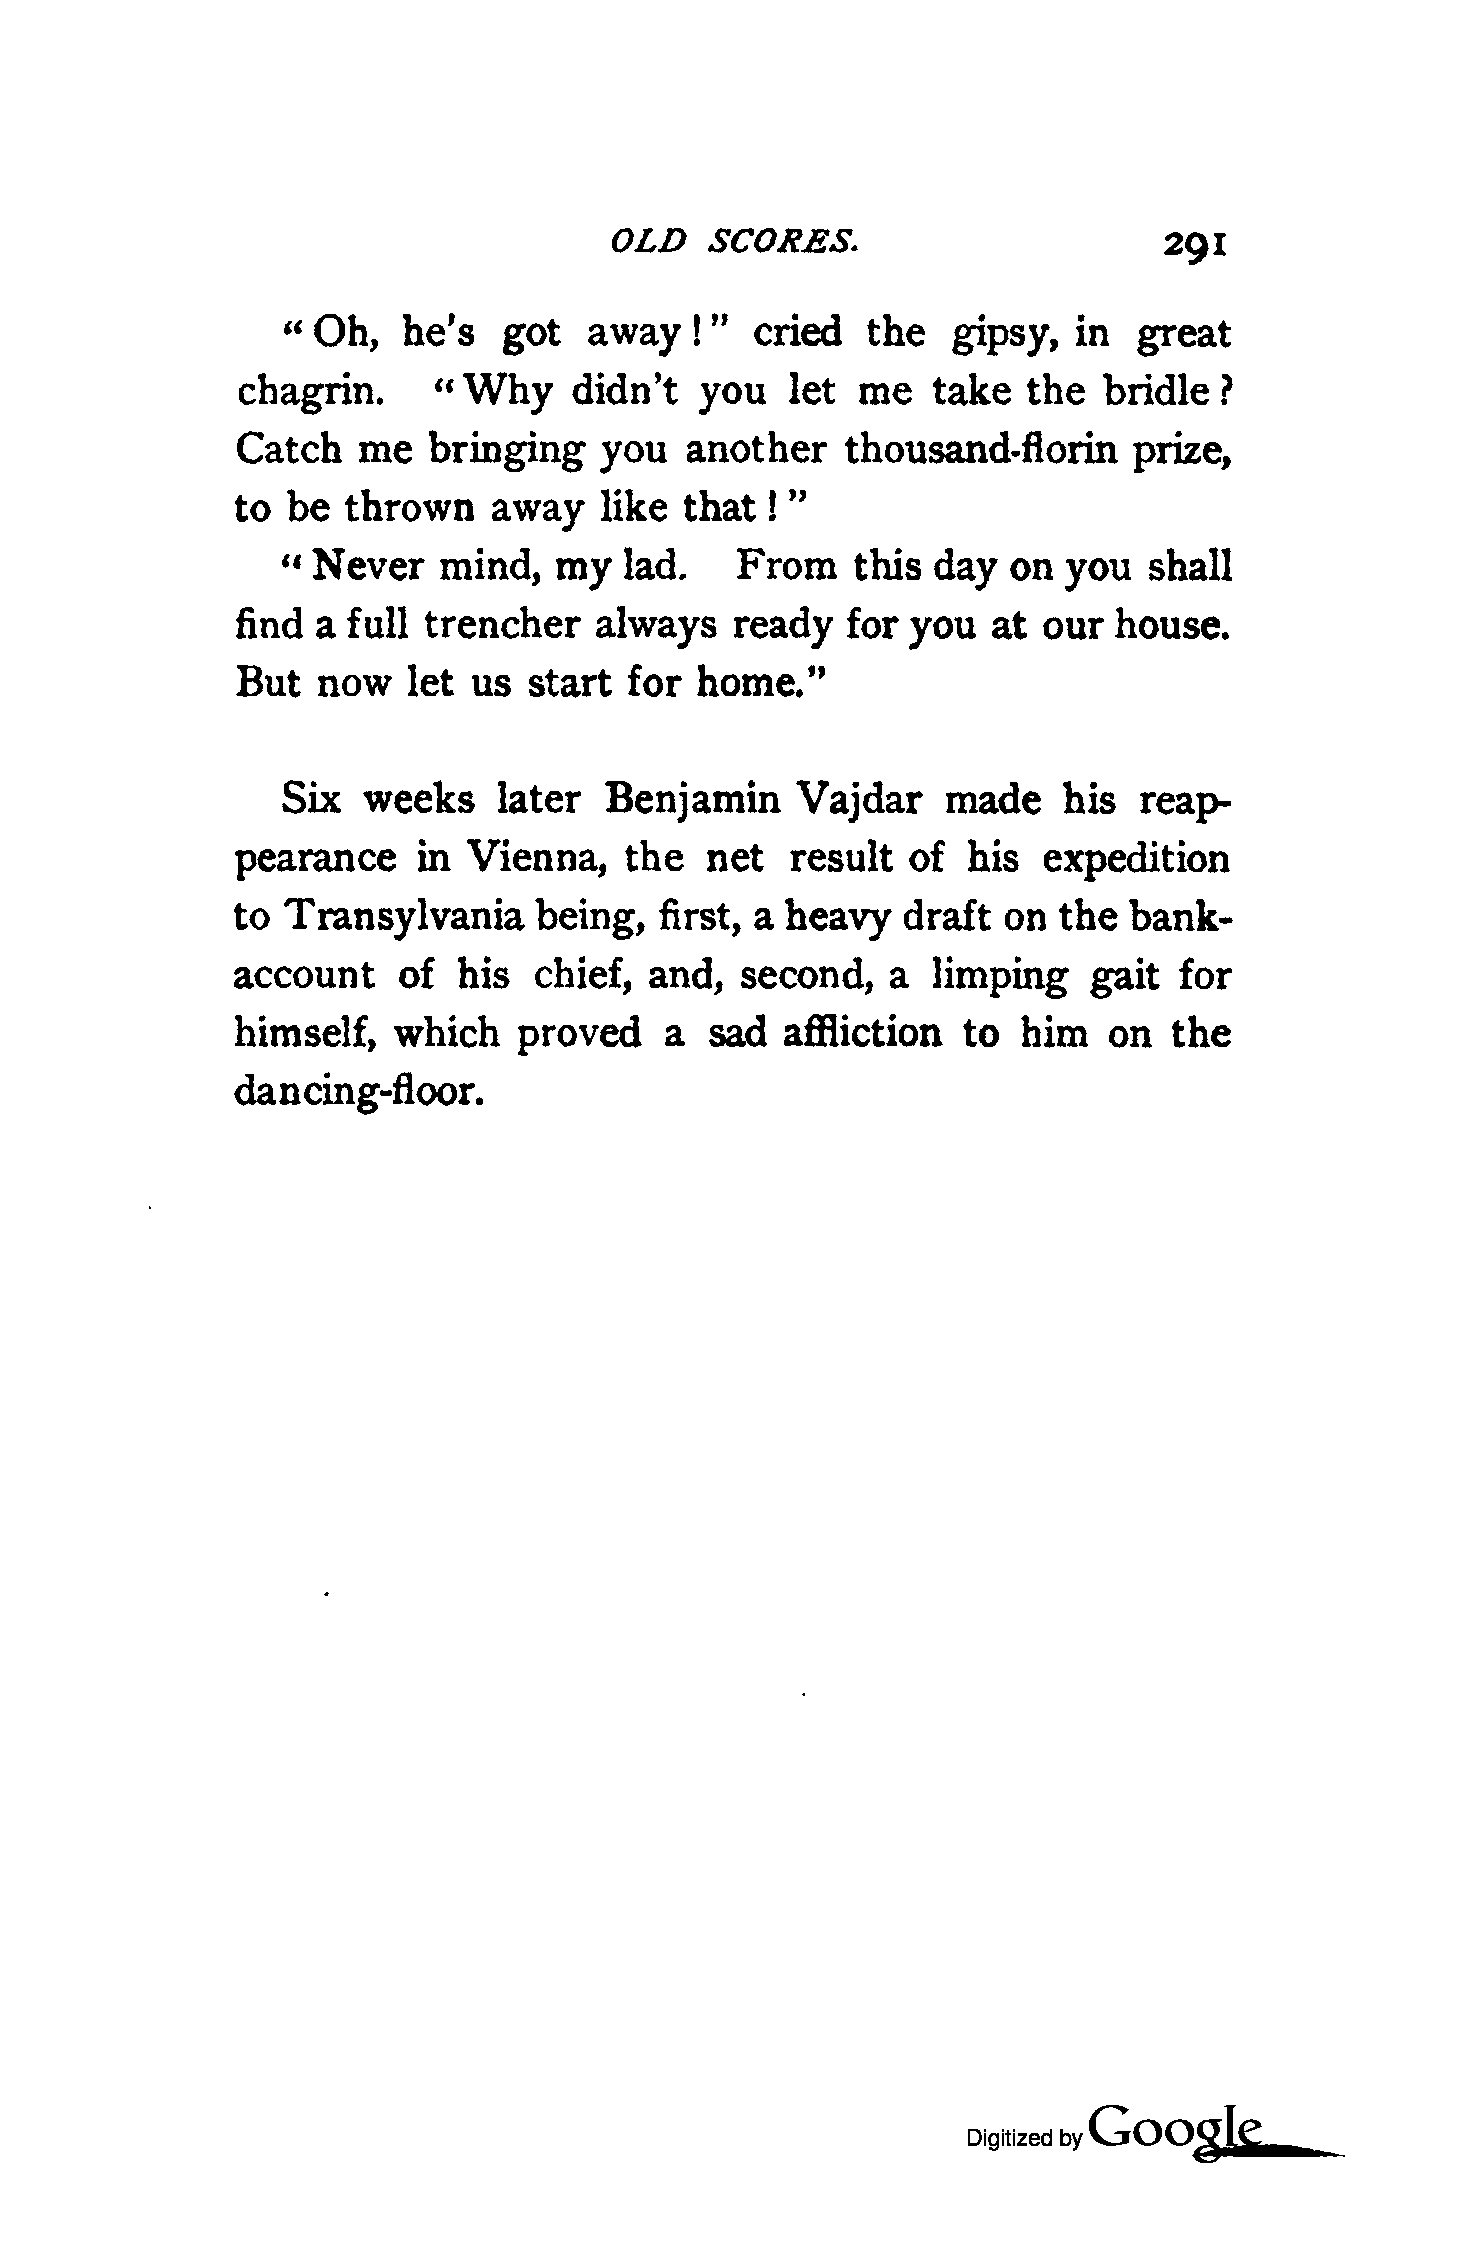 OLD SCORES. 291
“Oh, he's got away!” cried the gipsy, in great
chagrin. “Why didn't you let me take the bridle?
Catch me bringing you another thousand-florin prize,
to be thrown away like that!”
“Never mind, my lad. From this day on you shall
find a full trencher always ready for you at our house.
But now let us start for home.”
Six weeks later Benjamin Vajdar made his reap-
pearance in Vienna, the net result of his expedition
to Transylvania being, first, a heavy draft on the bank-
account of his chief, and, second, a limping gait for
himself, which proved a sad affliction to him on the
dancing-floor.
Digitized by Google